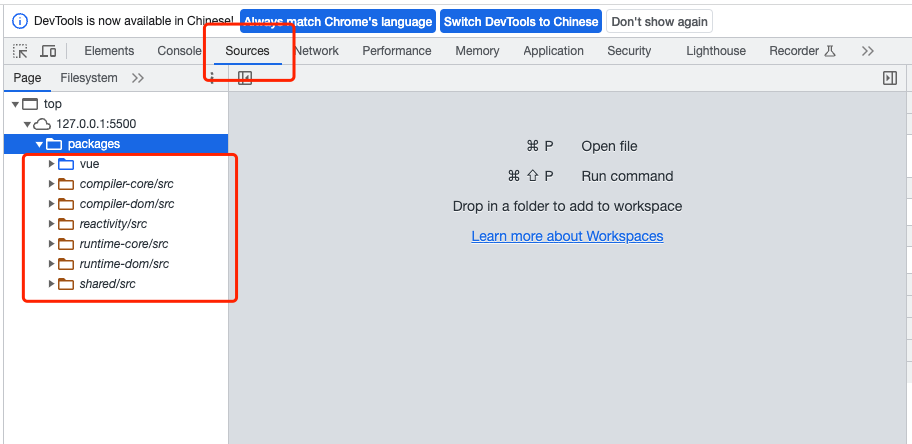 DevTools is now available in Chinese! Always match Chrome's language Switch DevTools to Chinese Don't show again
Elements Console Sources Network Performance Memory Application Security Lighthouse Recorder
Page Filesystem
top
127.0.0.1:5500
packages
vue
compiler-core/src
compiler-dom/src
reactivity/src
runtime-core/src
runtime-dom/src
shared/src
⌘ P Open file
⌘ ⇧ P Run command
Drop in a folder to add to workspace
Learn more about Workspaces